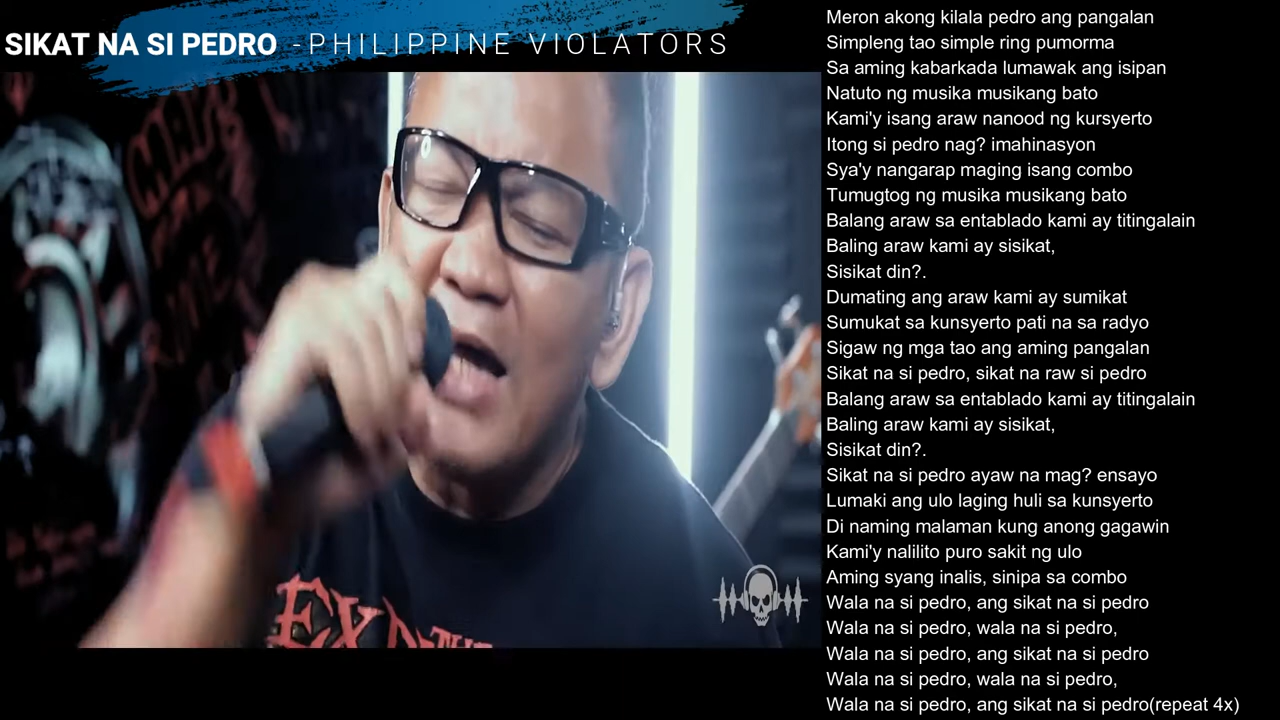 SIKAT NA SI PEDRO -PHILIPPINE VIOLATORS
Meron akong kilala pedro ang pangalan
Simpleng tao simple ring pumorma
Sa aming kabarkada lumawak ang isipan
Natuto ng musika musikang bato
Kami'y isang araw nanood ng kursyerto
Itong si pedro nag? imahinasyon
Sya'y nangarap maging isang combo
Tumugtog ng musika musikang bato
Balang araw sa entablado kami ay titingalain
Baling araw kami ay sisikat,
Sisikat din?.
Dumating ang araw kami ay sumikat
Sumukat sa kunsyerto pati na sa radyo
Sigaw ng mga tao ang aming pangalan
Sikat na si pedro, sikat na raw si pedro
Balang araw sa entablado kami ay titingalain
Baling araw kami ay sisikat,
Sisikat din?.
Sikat na si pedro ayaw na mag? ensayo
Lumaki ang ulo laging huli sa kunsyerto
Di naming malaman kung anong gagawin
Kami'y nalilito puro sakit ng ulo
Aming syang inalis, sinipa sa combo
Wala na si pedro, ang sikat na si pedro
Wala na si pedro, wala na si pedro,
Wala na si pedro, ang sikat na si pedro
Wala na si pedro, wala na si pedro,
Wala na si pedro, ang sikat na si pedro(repeat 4x)